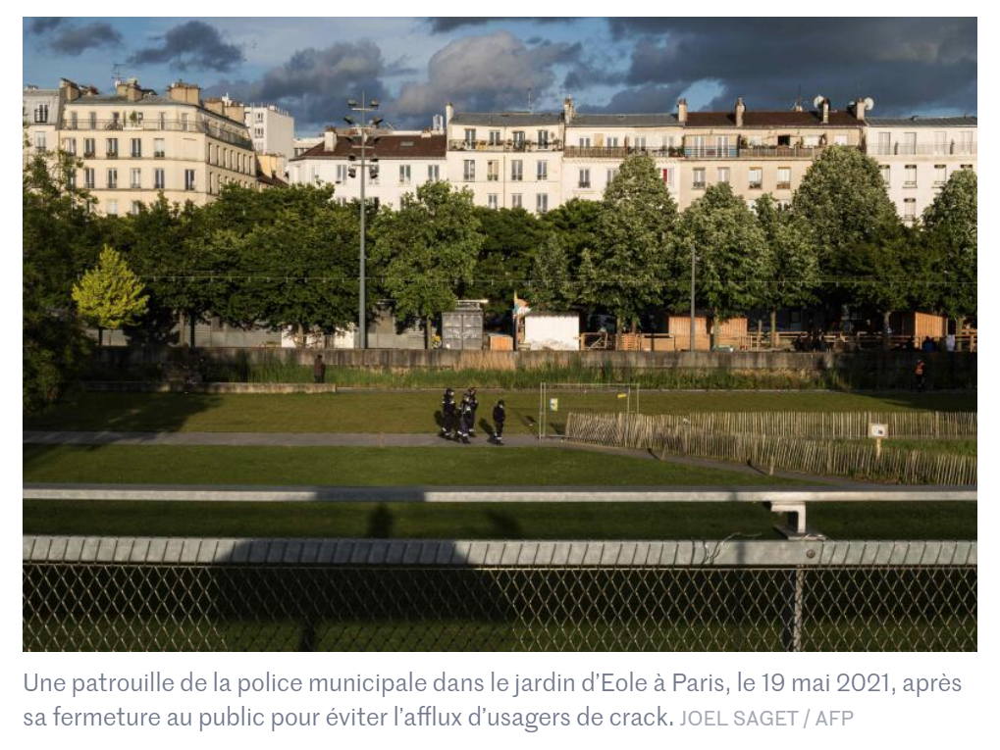 Une patrouille de la police municipale dans le jardin d’Eole à Paris, le 19 mai 2021, après
sa fermeture au public pour éviter l’afflux d’usagers de crack. JOEL SAGET / AFP